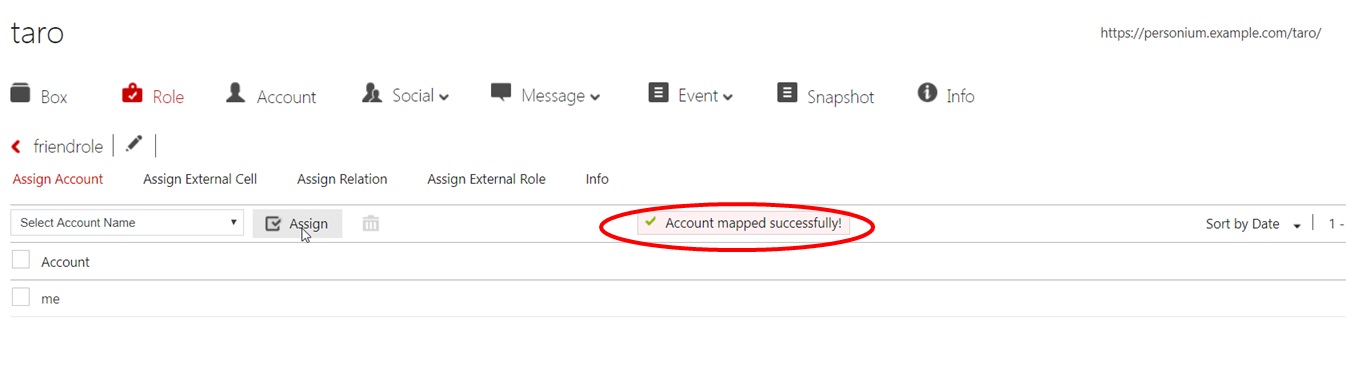 taro
https://personium.example.com/taro/
Box Role Account Social Message Event Snapshot Info
friendrole
Assign Account Assign External Cell Assign Relation Assign External Role Info
Select Account Name Assign Account mapped successfully! Sort by Date 1 -
Account
me